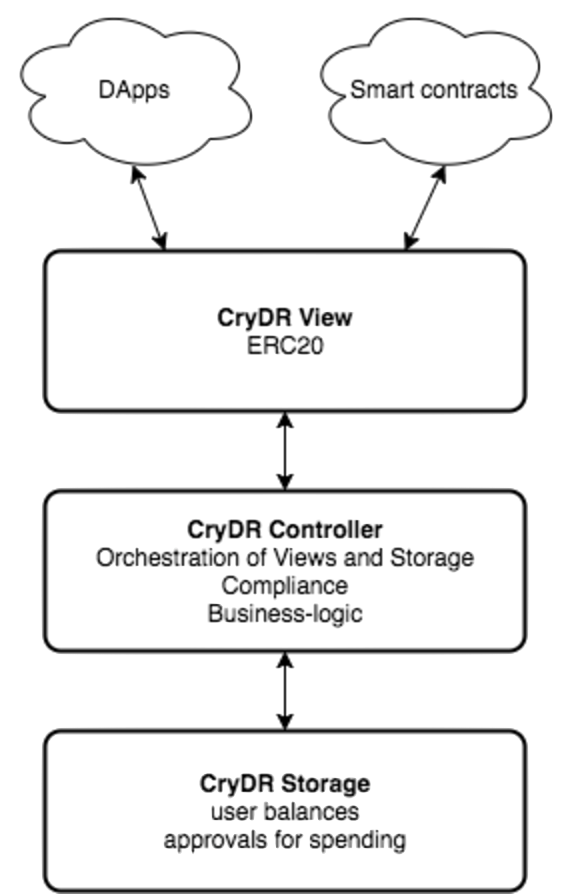 DApps
Smart contracts
CryDR View
ERC20
CryDR Controller
Orchestration of Views and Storage
Compliance
Business-logic
CryDR Storage
user balances
approvals for spending